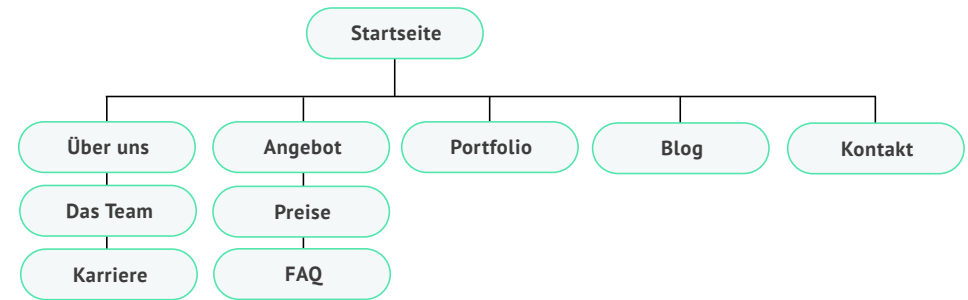 Startseite
Über uns
Angebot
Portfolio
Blog
Kontakt
Das Team
Preise
Karriere
FAQ